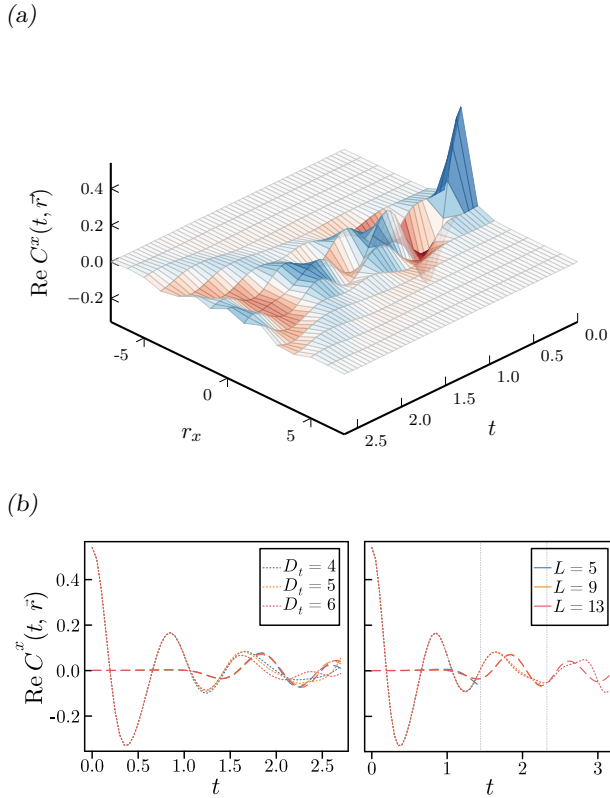 (a)
Re C^x(t, r⃗)
0.4
0.2
0.0
−0.2
-5
0
5
r_x
0.0
0.5
1.0
1.5
2.0
2.5
t
(b)
Re C^x(t, r⃗)
0.4
0.0
-0.2
D_t = 4
D_t = 5
D_t = 6
0.0 0.5 1.0 1.5 2.0 2.5
t
L = 5
L = 9
L = 13
0 1 2 3
t